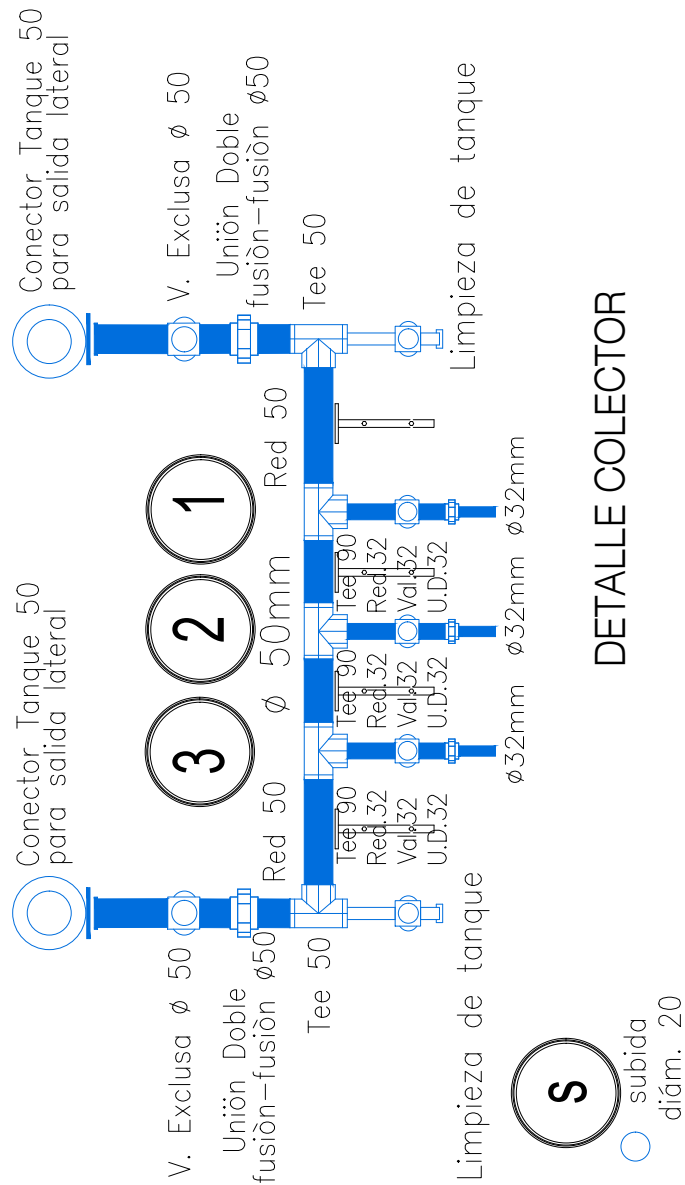 Conector Tanque 50
para salida lateral
Conector Tanque 50
para salida lateral
V. Exclusa ø 50
Uniön Doble
fusiòn-fusiòn ø50
Tee 50
V. Exclusa ø 50
Uniön Doble
fusiòn-fusiòn ø50
Tee 50
3
2
1
Red 50
ø 50mm
Red 50
Tee 90
Red.32
Val.32
U.D.32
Tee 90
Red.32
Val.32
U.D.32
Tee 90
Red.32
Val.32
U.D.32
ø32mm
ø32mm
ø32mm
Limpieza de tanque
Limpieza de tanque
S
subida
diám. 20
DETALLE COLECTOR